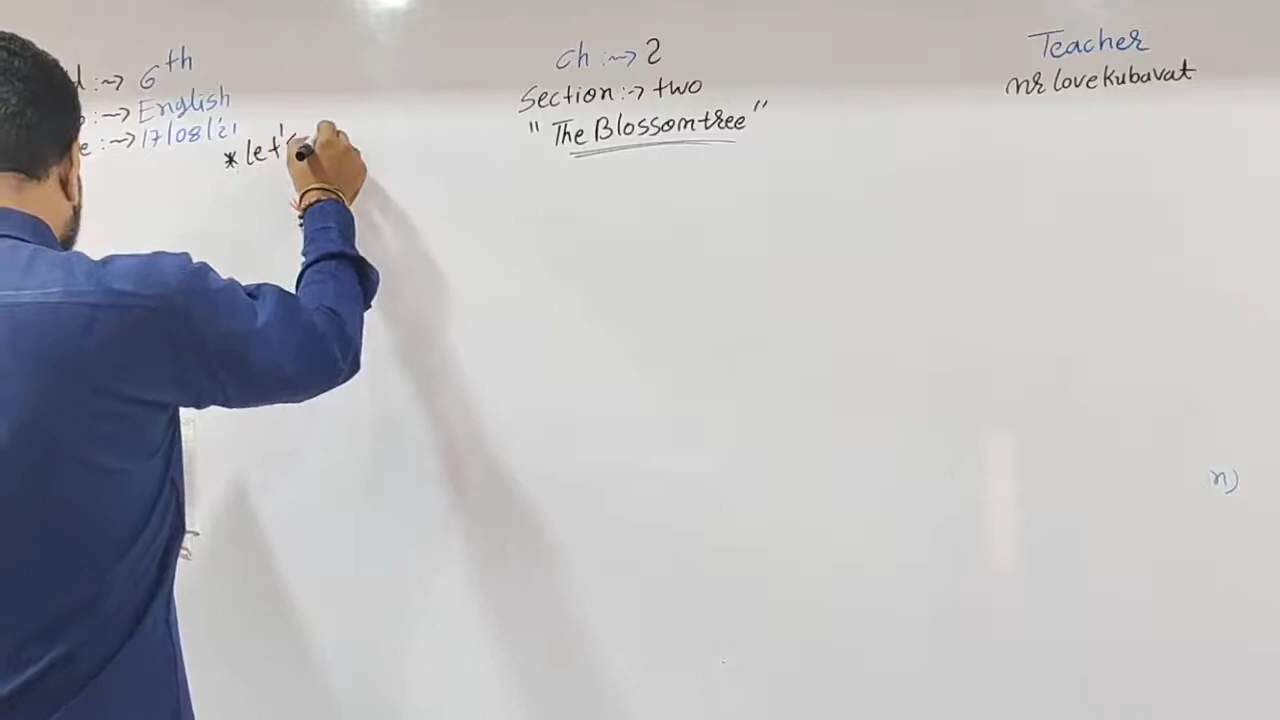 :~> 6th
:~> English
e :~> 17/08/21
* let'
ch :~> 2
Section :~> two
" The Blossom tree "
Teacher
mr love kubavat
n)